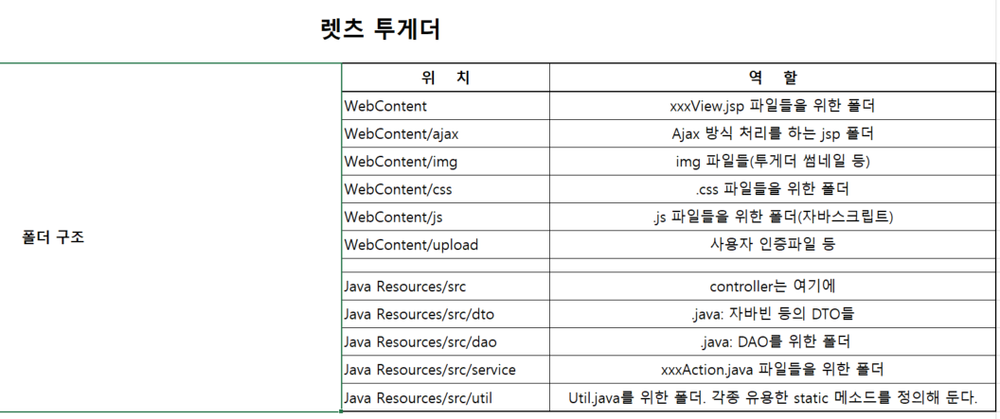 렛츠 투게더
위 치 역 할
WebContent xxxView.jsp 파일들을 위한 폴더
WebContent/ajax Ajax 방식 처리를 하는 jsp 폴더
WebContent/img img 파일들(투게더 썸네일 등)
WebContent/css .css 파일들을 위한 폴더
WebContent/js .js 파일들을 위한 폴더(자바스크립트)
폴더 구조
WebContent/upload 사용자 인증파일 등
Java Resources/src controller는 여기에
Java Resources/src/dto .java: 자바빈 등의 DTO들
Java Resources/src/dao .java: DAO를 위한 폴더
Java Resources/src/service xxxAction.java 파일들을 위한 폴더
Java Resources/src/util Util.java를 위한 폴더. 각종 유용한 static 메소드를 정의해 둔다.